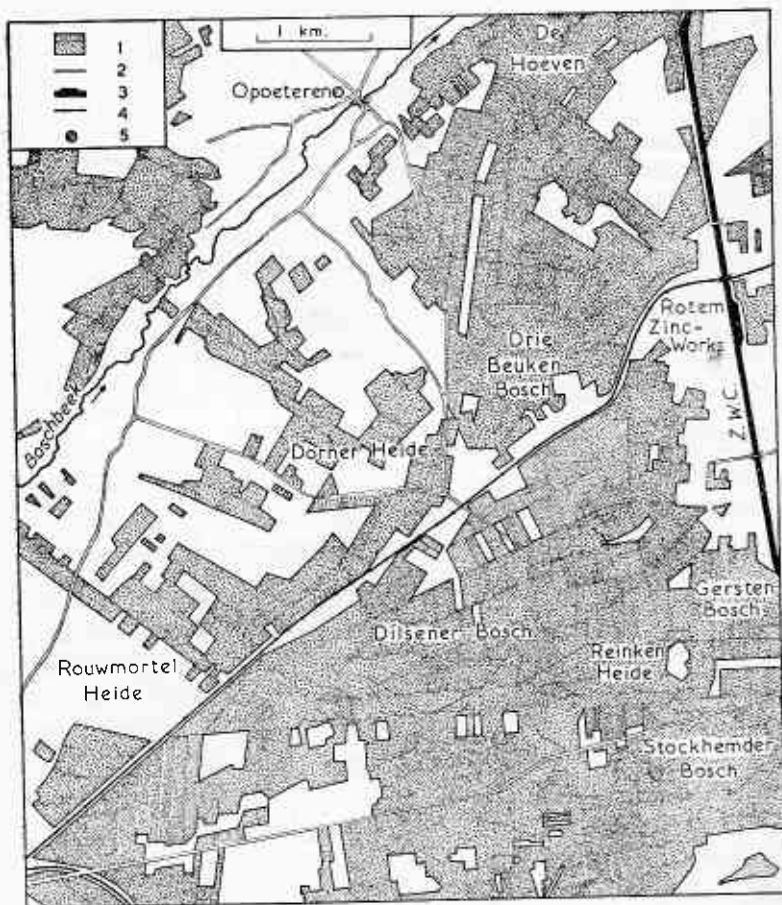 1
2
3
4
5
1 km.
De
Hoeven
Opoeteren
Rotem
Zinc-
Works
Drie
Beuken
Bosch
Boschbeek
Z.W.C.
Dorner Heide
Gersten
Bosch
Dilsener Bosch
Reinken
Heide
Rouwmortel
Heide
Stockhemder
Bosch